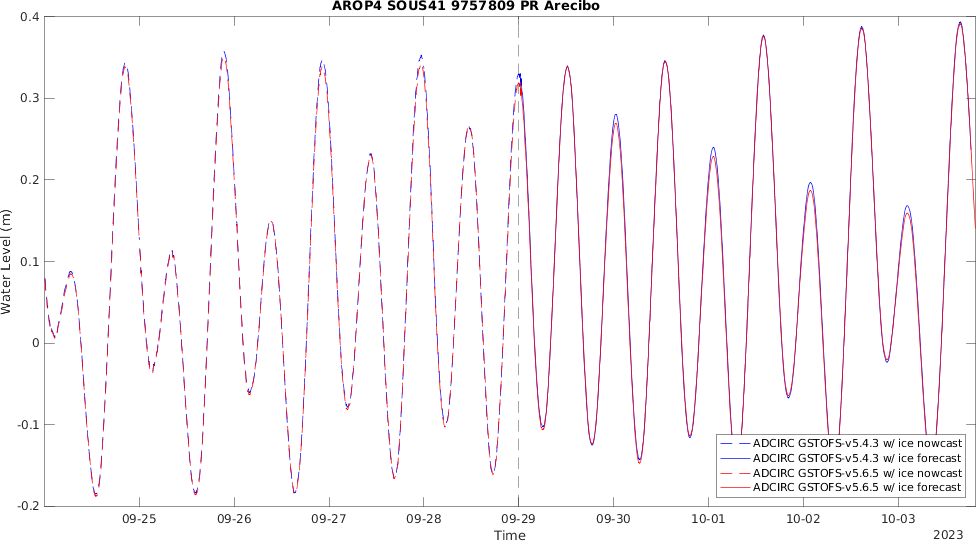 AROP4 SOUS41 9757809 PR Arecibo
0.4
0.3
0.2
0.1
0
-0.1
-0.2
Water Level (m)
09-25
09-26
09-27
09-28
09-29
09-30
10-01
10-02
10-03
Time
2023
ADCIRC GSTOFS-v5.4.3 w/ ice nowcast
ADCIRC GSTOFS-v5.4.3 w/ ice forecast
ADCIRC GSTOFS-v5.6.5 w/ ice nowcast
ADCIRC GSTOFS-v5.6.5 w/ ice forecast